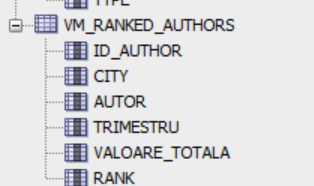 TYPE
VM_RANKED_AUTHORS
ID_AUTHOR
CITY
AUTOR
TRIMESTRU
VALOARE_TOTALA
RANK